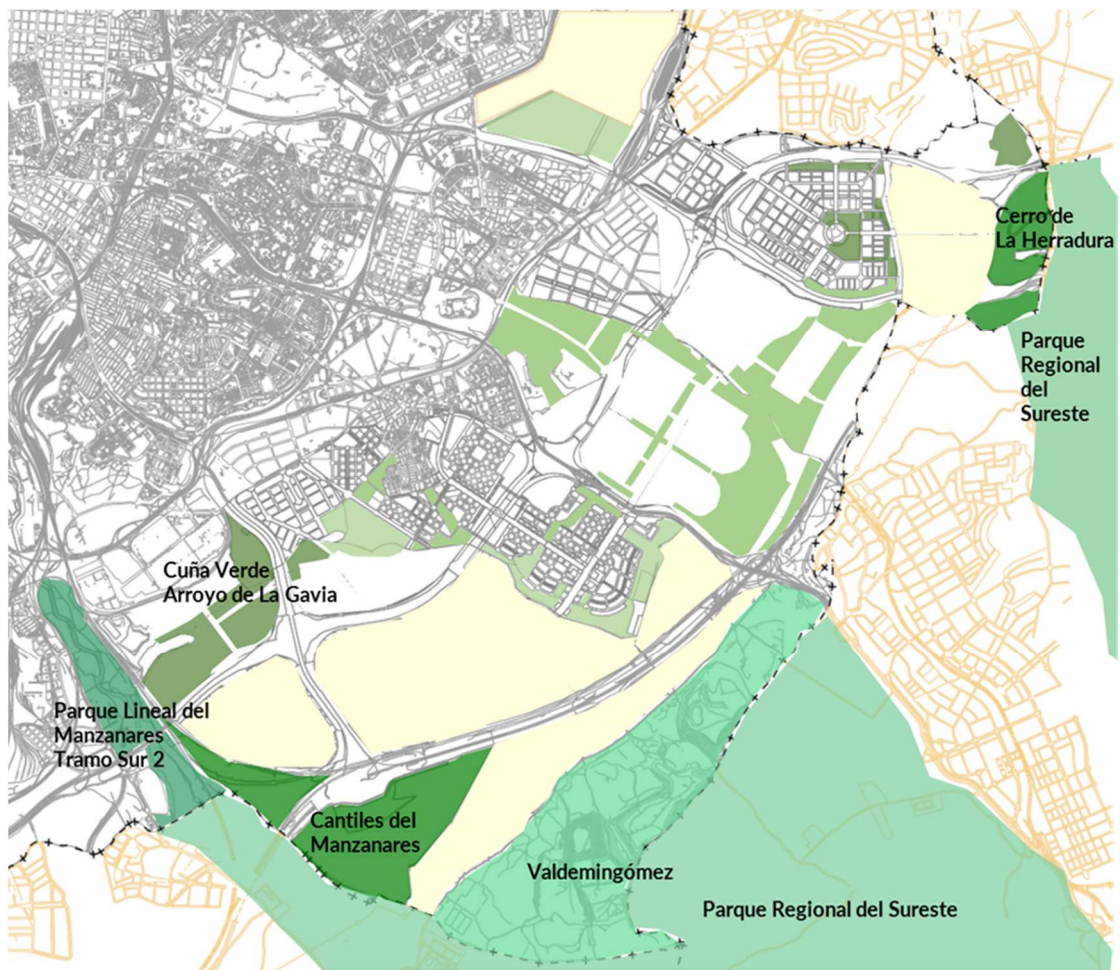 Cerro de
La Herradura
Parque
Regional
del
Sureste
Cuña Verde
Arroyo de La Gavia
Parque Lineal del
Manzanares
Tramo Sur 2
Cantiles del
Manzanares
Valdemingómez
Parque Regional del Sureste